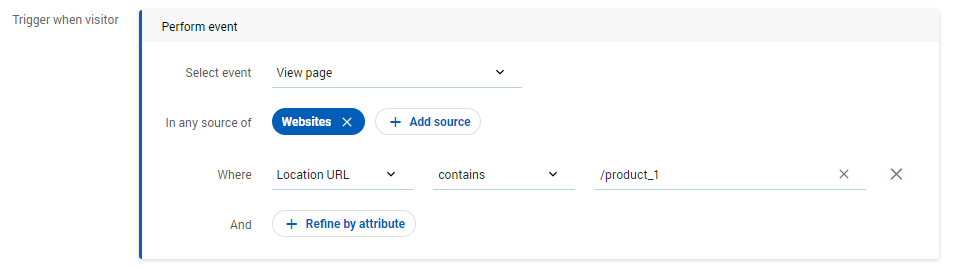 Trigger when visitor
Perform event
Select event View page
In any source of Websites Add source
Where Location URL contains /product_1
And Refine by attribute